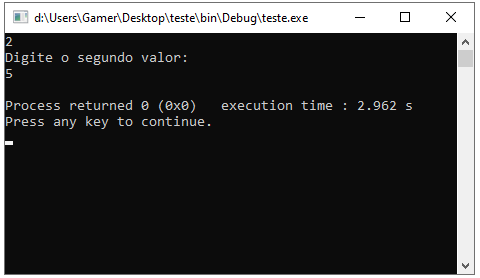 d:\Users\Gamer\Desktop\teste\bin\Debug\teste.exe
2
Digite o segundo valor:
5
Process returned 0 (0x0)   execution time : 2.962 s
Press any key to continue.